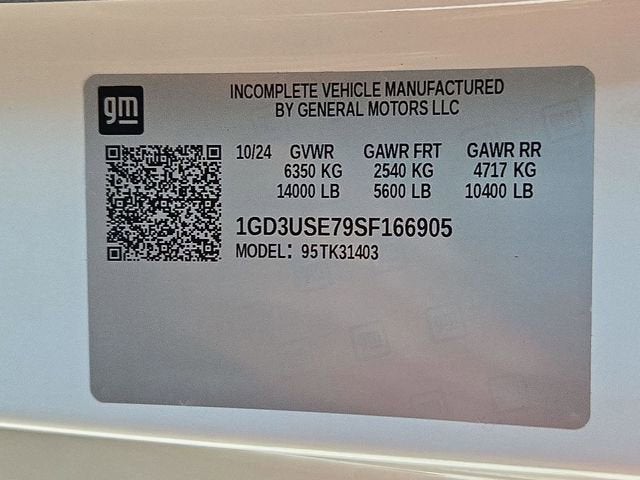 gm
INCOMPLETE VEHICLE MANUFACTURED
BY GENERAL MOTORS LLC
10/24 GVWR GAWR FRT GAWR RR
6350 KG 2540 KG 4717 KG
14000 LB 5600 LB 10400 LB
1GD3USE79SF166905
MODEL: 95TK31403